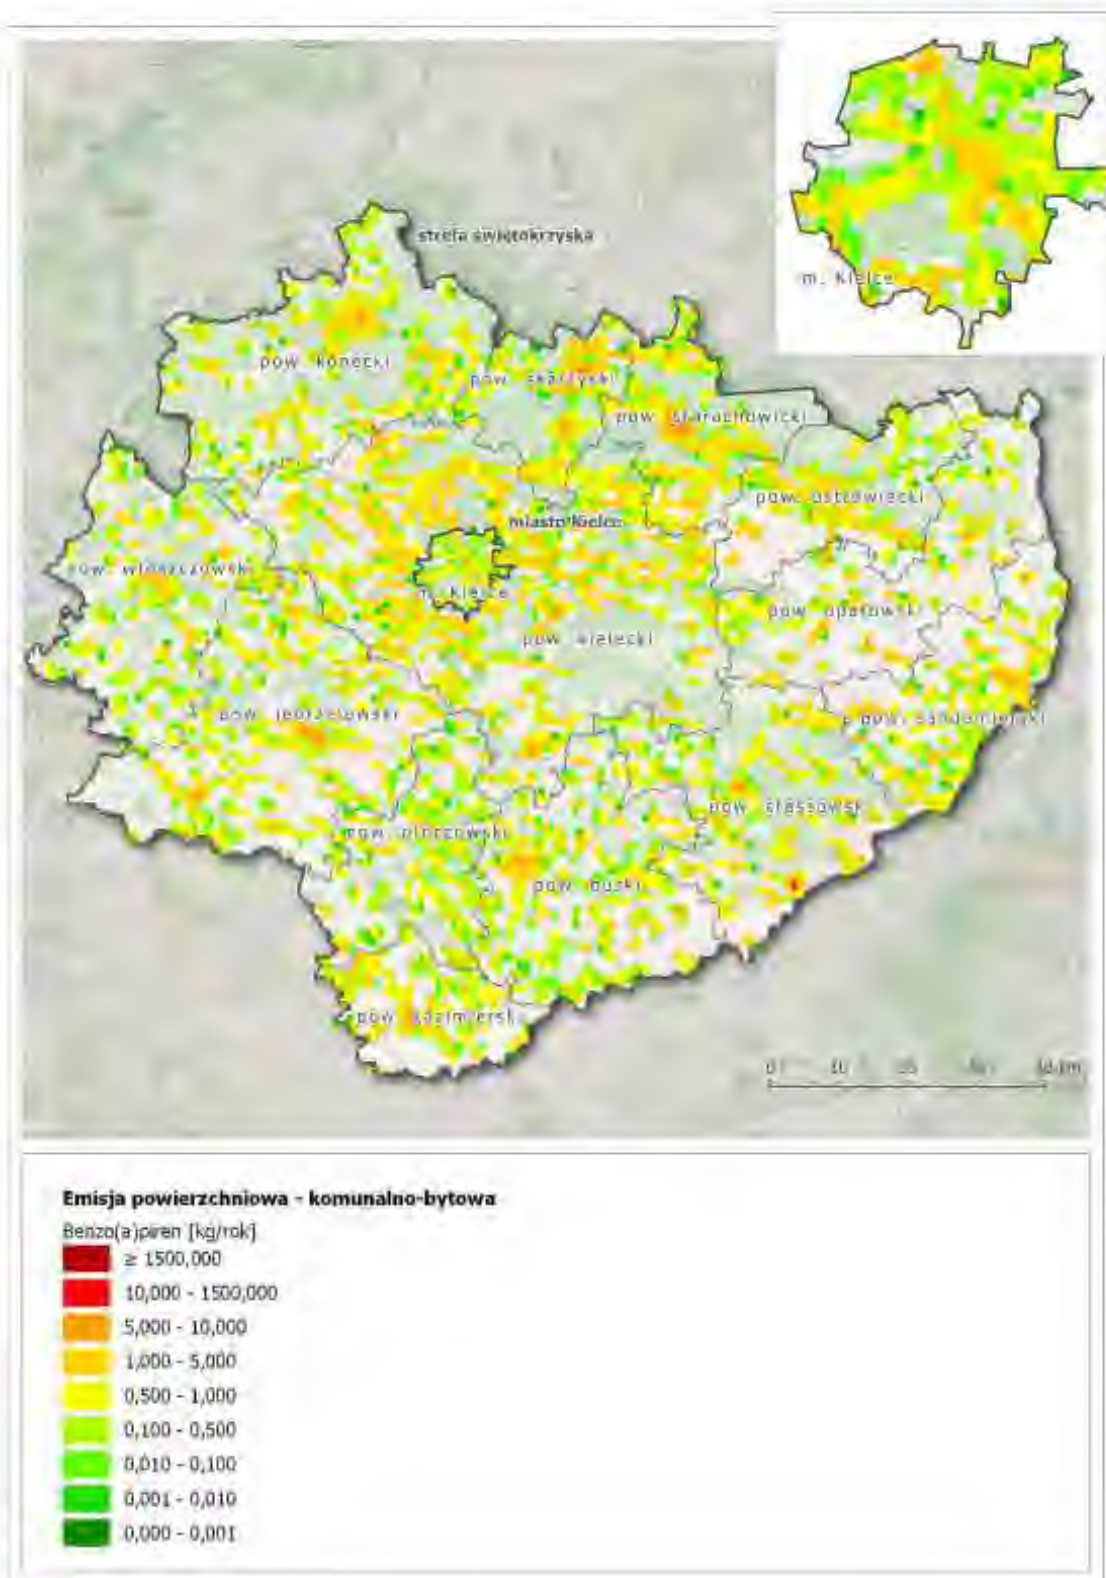 strefa świętokrzyska
m. Kielce
pow. konecki
pow. skarżyski
pow. starachowicki
pow. ostrowiecki
miasto Kielce
pow. włoszczowski
m. Kielce
pow. opatowski
pow. kielecki
pow. jędrzejowski
pow. sandomierski
pow. staszowski
pow. pińczowski
pow. buski
pow. kazimierski
0 10 20
Emisja powierzchniowa - komunalno-bytowa
Benzo(a)piren [kg/rok]
≥ 1500,000
10,000 - 1500,000
5,000 - 10,000
1,000 - 5,000
0,500 - 1,000
0,100 - 0,500
0,010 - 0,100
0,001 - 0,010
0,000 - 0,001